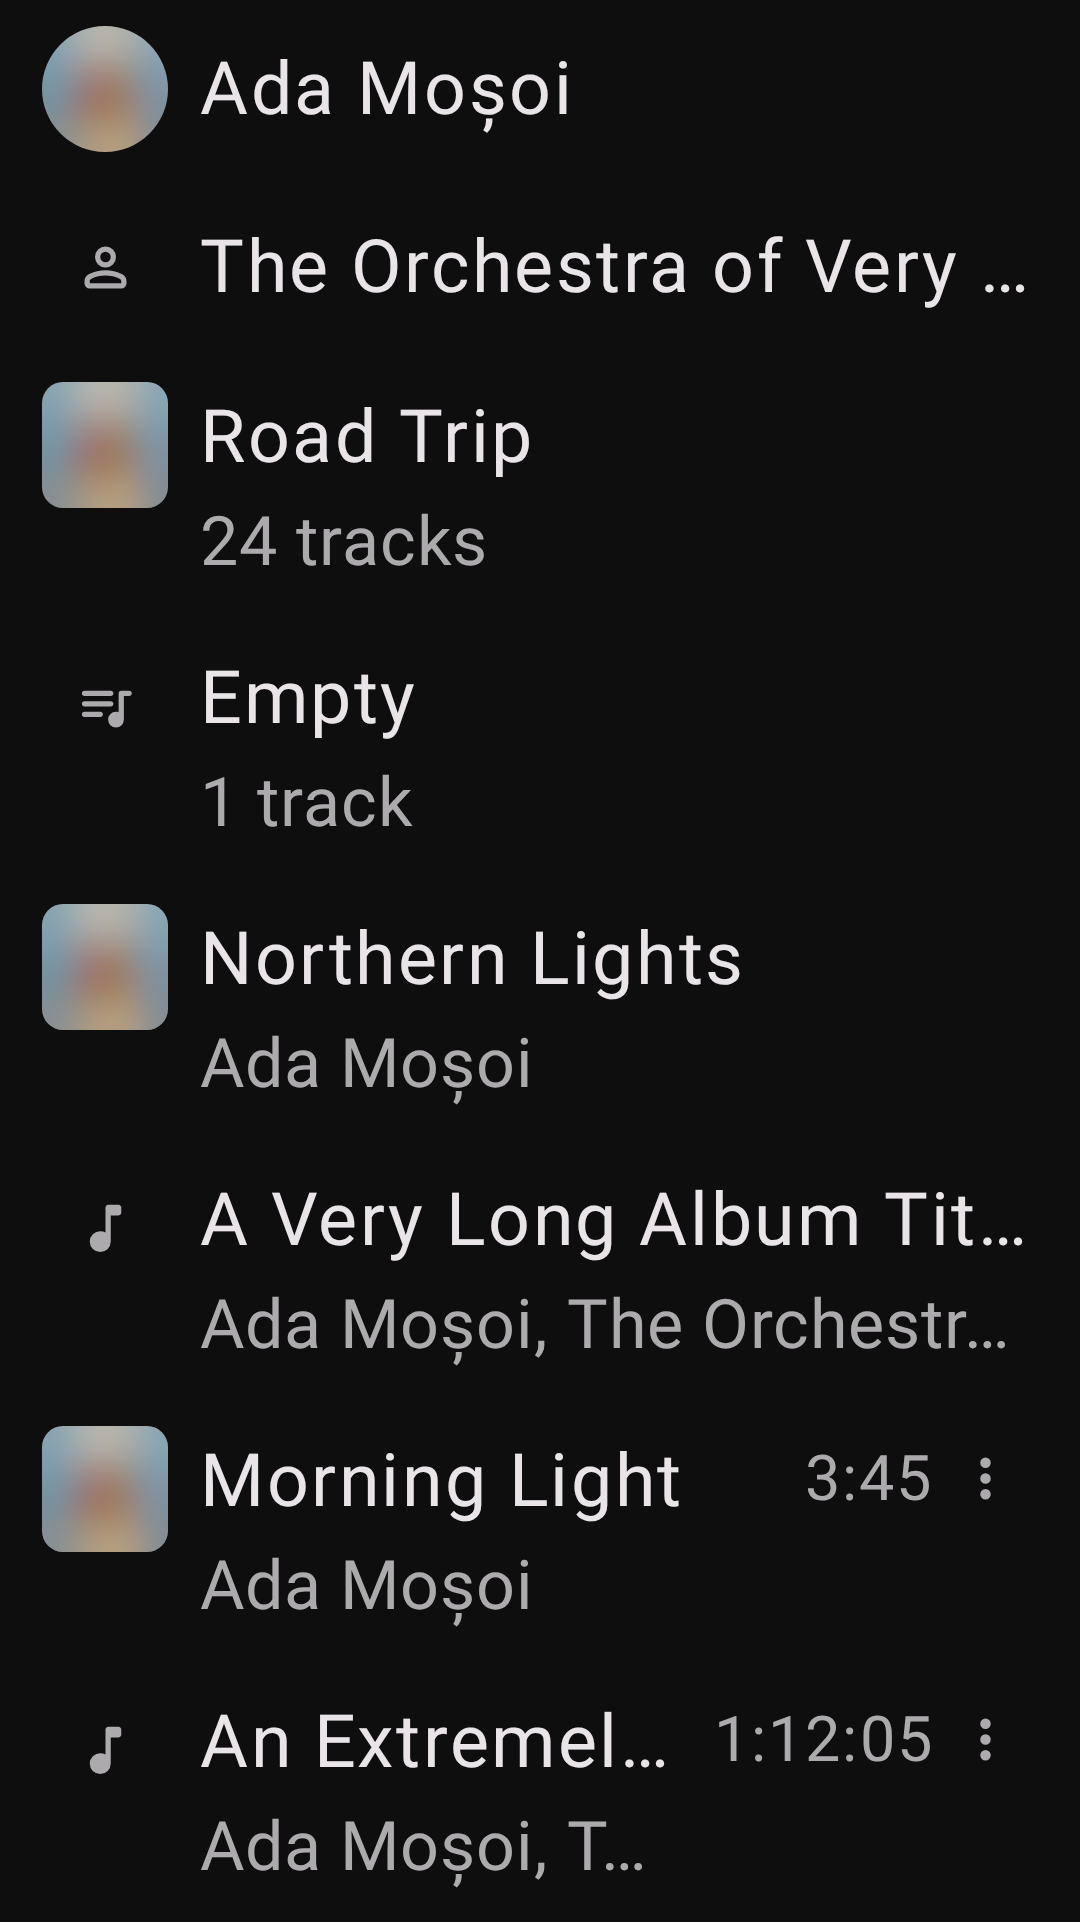 Ada Moșoi
The Orchestra of Very …
Road Trip
24 tracks
Empty
1 track
Northern Lights
Ada Moșoi
A Very Long Album Tit…
Ada Moșoi, The Orchestr…
Morning Light 3:45
Ada Moșoi
An Extremel… 1:12:05
Ada Moșoi, T…